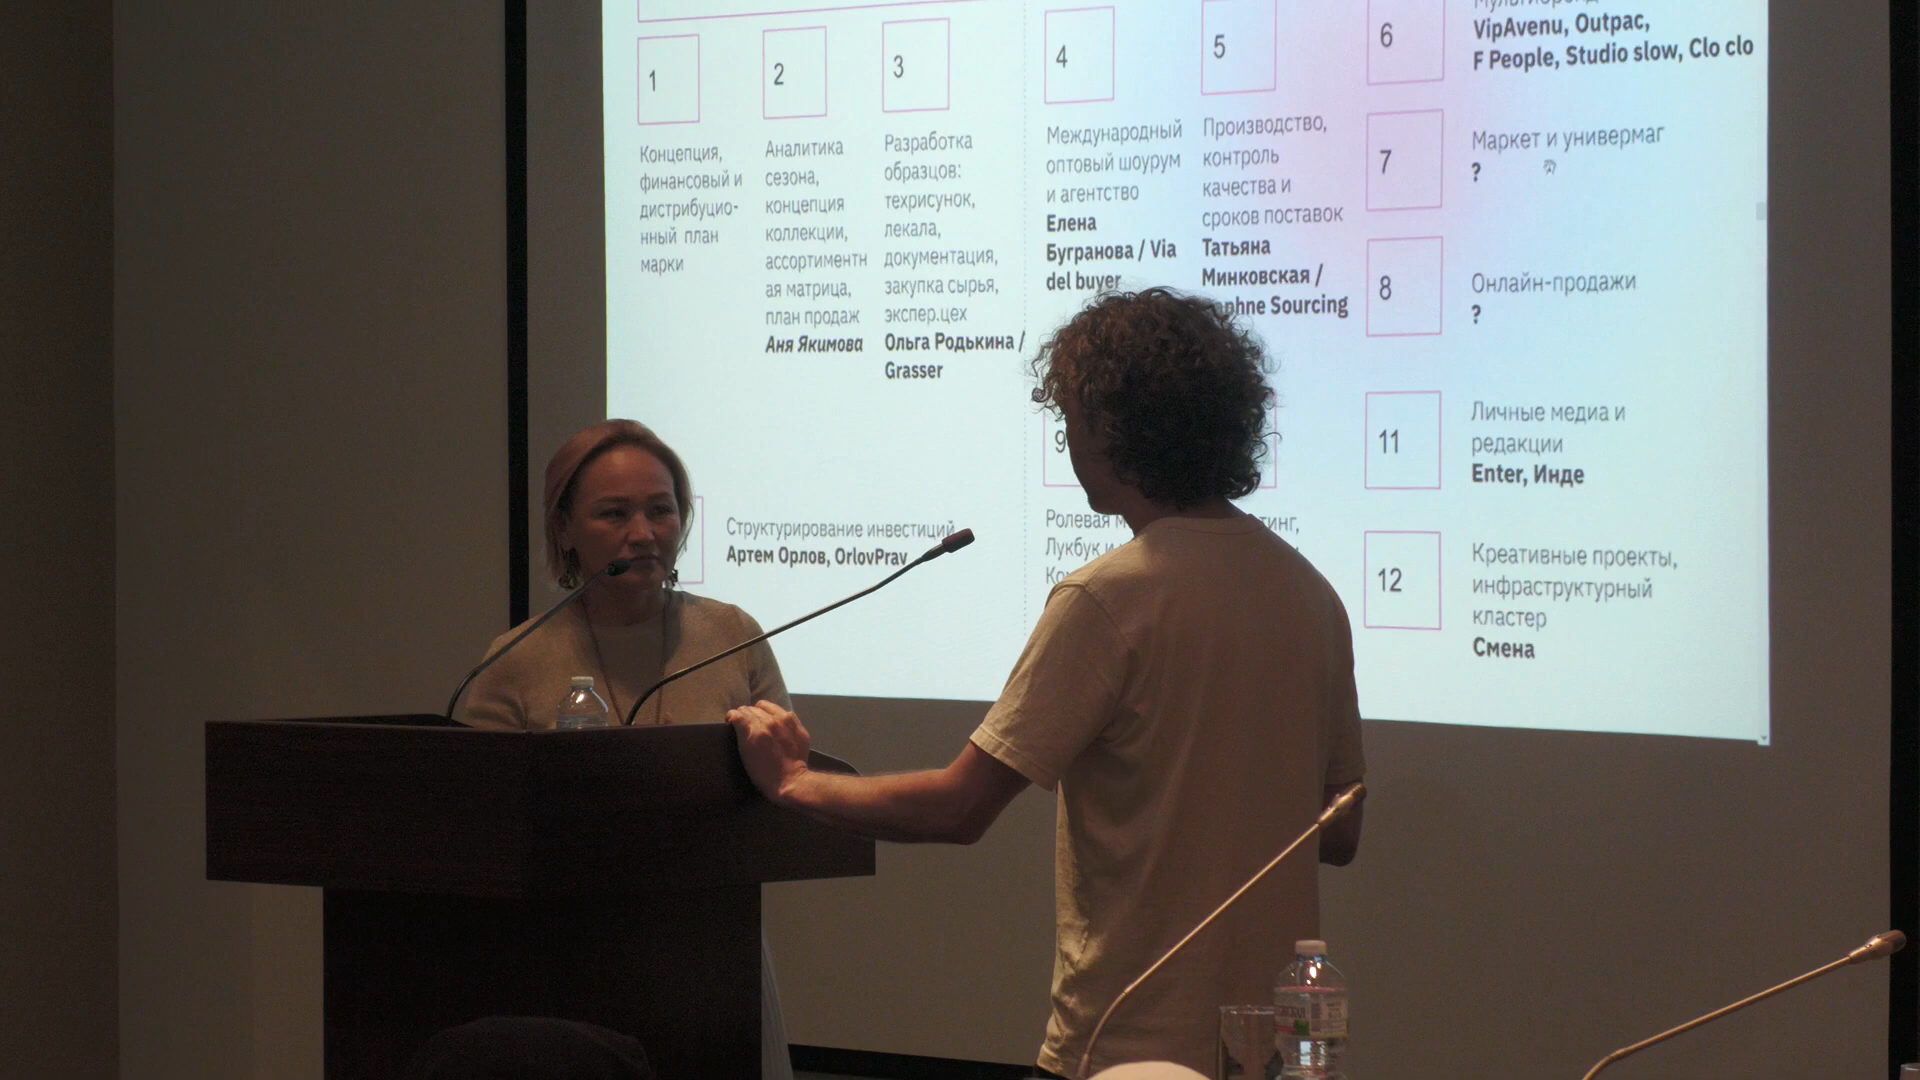 1
Концепция,
финансовый и
дистрибуцио-
нный план
марки
2
Аналитика
сезона,
концепция
коллекции,
ассортиментн
ая матрица,
план продаж
Аня Якимова
3
Разработка
образцов:
техрисунок,
лекала,
документация,
закупка сырья,
экспер.цех
Ольга Родькина /
Grasser
4
Международный
оптовый шоурум
и агентство
Елена
Бугранова / Via
del buyer
5
Производство,
контроль
качества и
сроков поставок
Татьяна
Минковская /
Sourcing
6
VipAvenu, Outpac,
F People, Studio slow, Clo clo
7
Маркет и универмаг
?
8
Онлайн-продажи
?
Структурирование инвестиций
Артем Орлов, OrlovPrav
9
Ролевая
Лукбук и
11
Личные медиа и
редакции
Enter, Инде
12
Креативные проекты,
инфраструктурный
кластер
Смена